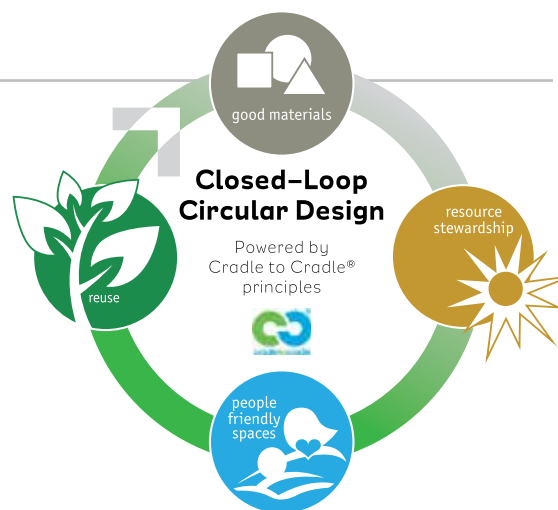 good materials
Closed–Loop
Circular Design
Powered by
Cradle to Cradle®
principles
resource
stewardship
reuse
people
friendly
spaces